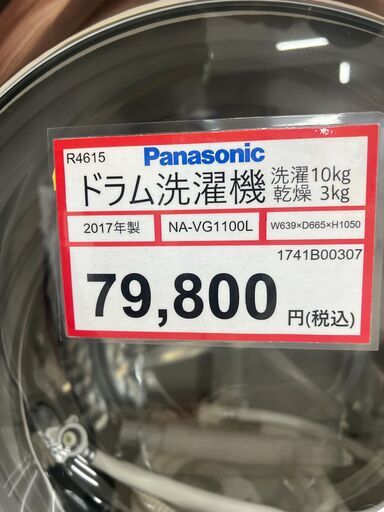 R4615
Panasonic
ドラム洗濯機
洗濯10kg
乾燥 3kg
2017年製
NA-VG1100L
W639×D665×H1050
1741B00307
79,800
円(税込)